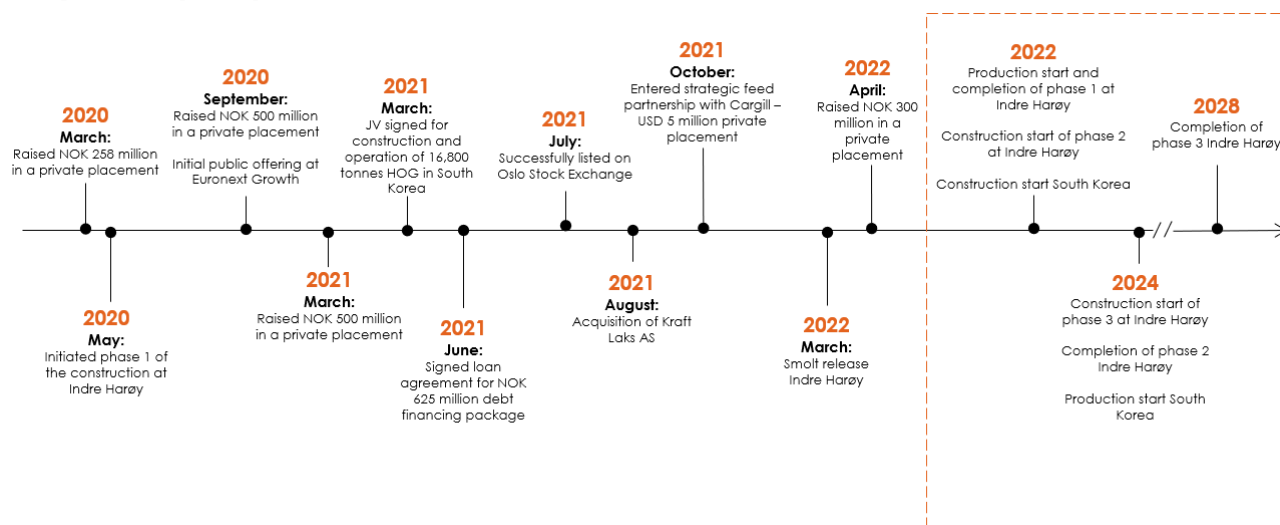 2020
March:
Raised NOK 258 million
in a private placement
2020
May:
Initiated phase 1 of
the construction at
Indre Harøy
2020
September:
Raised NOK 500 million
in a private placement
Initial public offering at
Euronext Growth
2021
March:
Raised NOK 500 million
in a private placement
2021
March:
JV signed for
construction and
operation of 16,800
tonnes HOG in South
Korea
2021
June:
Signed loan
agreement for NOK
625 million debt
financing package
2021
July:
Successfully listed on
Oslo Stock Exchange
2021
August:
Acquisition of Kraft
Laks AS
2021
October:
Entered strategic feed
partnership with Cargill –
USD 5 million private
placement
2022
March:
Smolt release
Indre Harøy
2022
April:
Raised NOK 300
million in a
private
placement
2022
Production start and
completion of phase 1 at
Indre Harøy
Construction start of phase 2
at Indre Harøy
Construction start South Korea
2024
Construction start of
phase 3 at Indre Harøy
Completion of phase 2
Indre Harøy
Production start South
Korea
2028
Completion of
phase 3 Indre Harøy